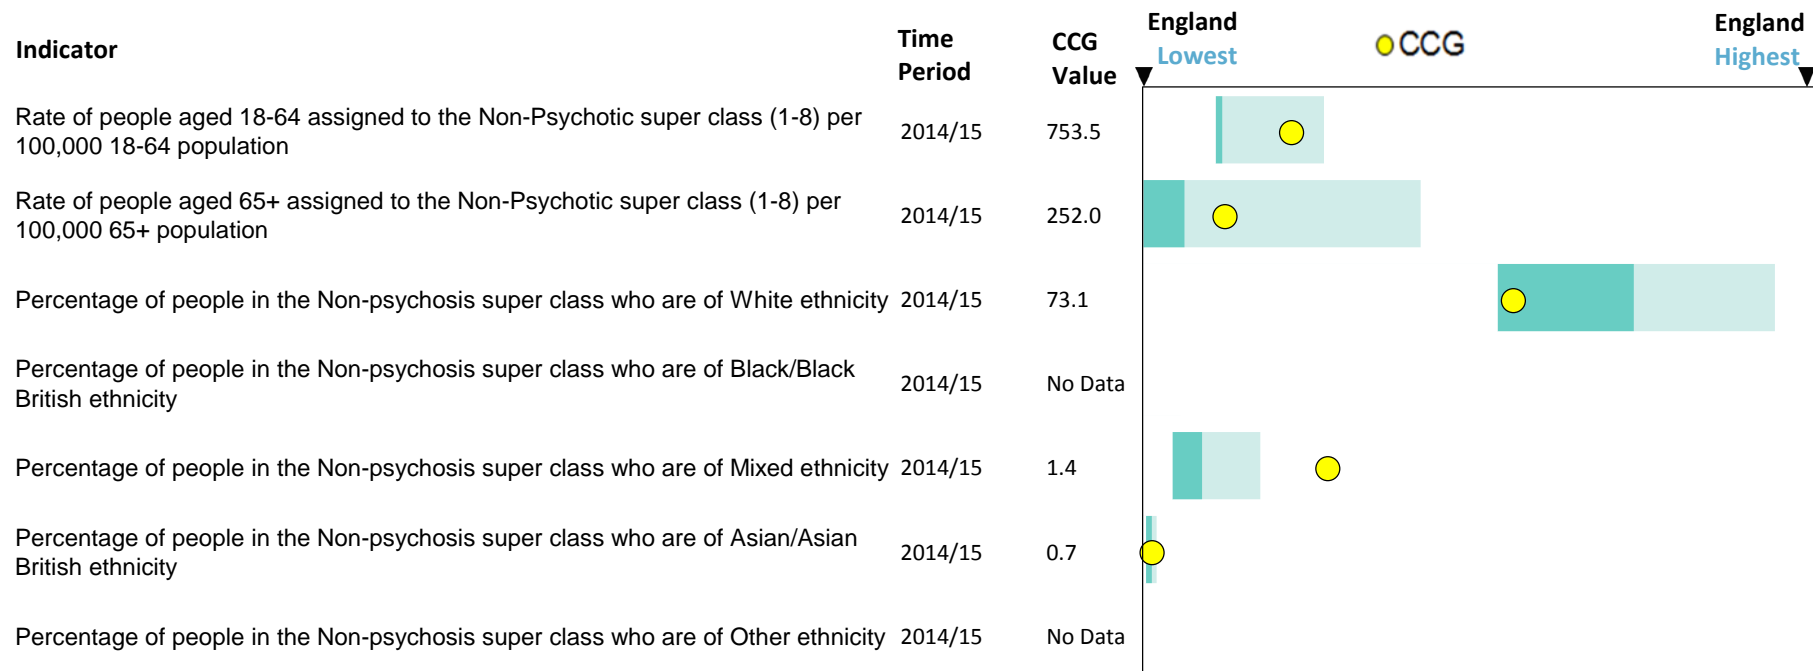 Indicator
Time
Period
CCG
Value
England
Lowest
CCG
England
Highest
Rate of people aged 18-64 assigned to the Non-Psychotic super class (1-8) per
100,000 18-64 population
2014/15
753.5
Rate of people aged 65+ assigned to the Non-Psychotic super class (1-8) per
100,000 65+ population
2014/15
252.0
Percentage of people in the Non-psychosis super class who are of White ethnicity
2014/15
73.1
Percentage of people in the Non-psychosis super class who are of Black/Black
British ethnicity
2014/15
No Data
Percentage of people in the Non-psychosis super class who are of Mixed ethnicity
2014/15
1.4
Percentage of people in the Non-psychosis super class who are of Asian/Asian
British ethnicity
2014/15
0.7
Percentage of people in the Non-psychosis super class who are of Other ethnicity
2014/15
No Data